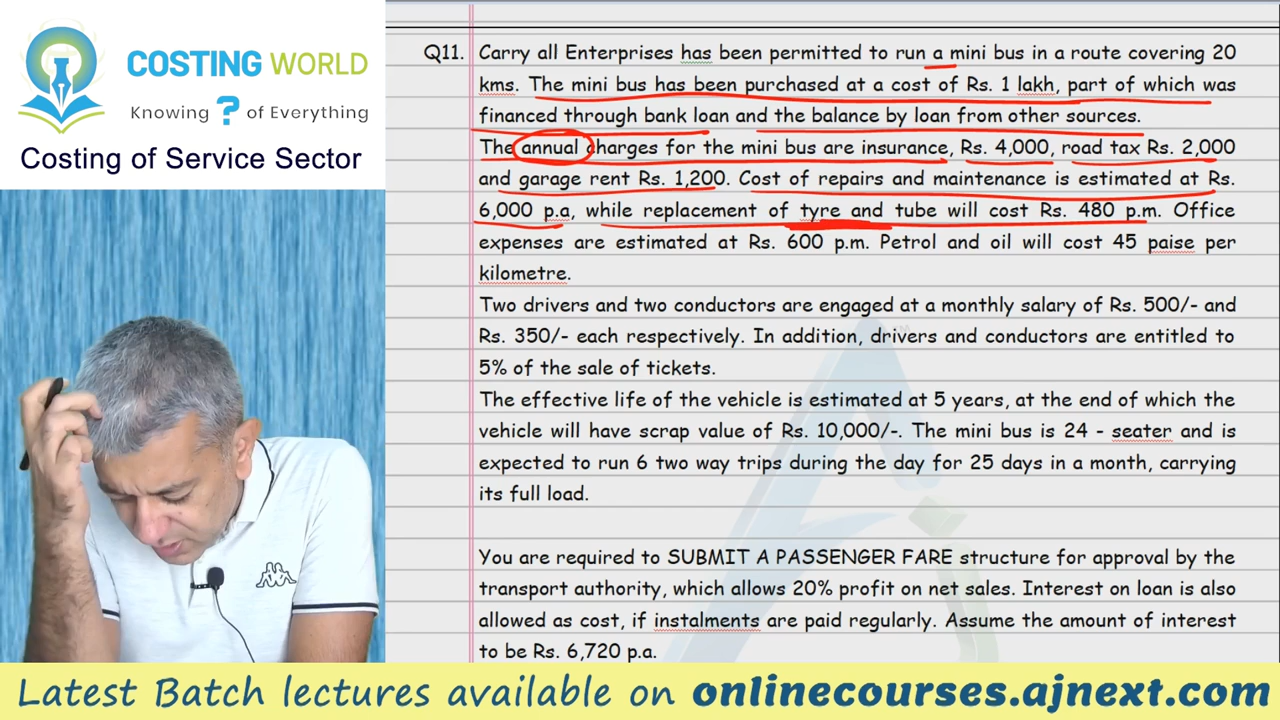 COSTING WORLD
Knowing ? of Everything
Costing of Service Sector
Q11. Carry all Enterprises has been permitted to run a mini bus in a route covering 20
kms. The mini bus has been purchased at a cost of Rs. 1 lakh, part of which was
financed through bank loan and the balance by loan from other sources.
The annual charges for the mini bus are insurance, Rs. 4,000, road tax Rs. 2,000
and garage rent Rs. 1,200. Cost of repairs and maintenance is estimated at Rs.
6,000 p.a, while replacement of tyre and tube will cost Rs. 480 p.m. Office
expenses are estimated at Rs. 600 p.m. Petrol and oil will cost 45 paise per
kilometre.
Two drivers and two conductors are engaged at a monthly salary of Rs. 500/- and
Rs. 350/- each respectively. In addition, drivers and conductors are entitled to
5% of the sale of tickets.
The effective life of the vehicle is estimated at 5 years, at the end of which the
vehicle will have scrap value of Rs. 10,000/-. The mini bus is 24 - seater and is
expected to run 6 two way trips during the day for 25 days in a month, carrying
its full load.
You are required to SUBMIT A PASSENGER FARE structure for approval by the
transport authority, which allows 20% profit on net sales. Interest on loan is also
allowed as cost, if instalments are paid regularly. Assume the amount of interest
to be Rs. 6,720 p.a.
Kappa
Latest Batch lectures available on onlinecourses.ajnext.com